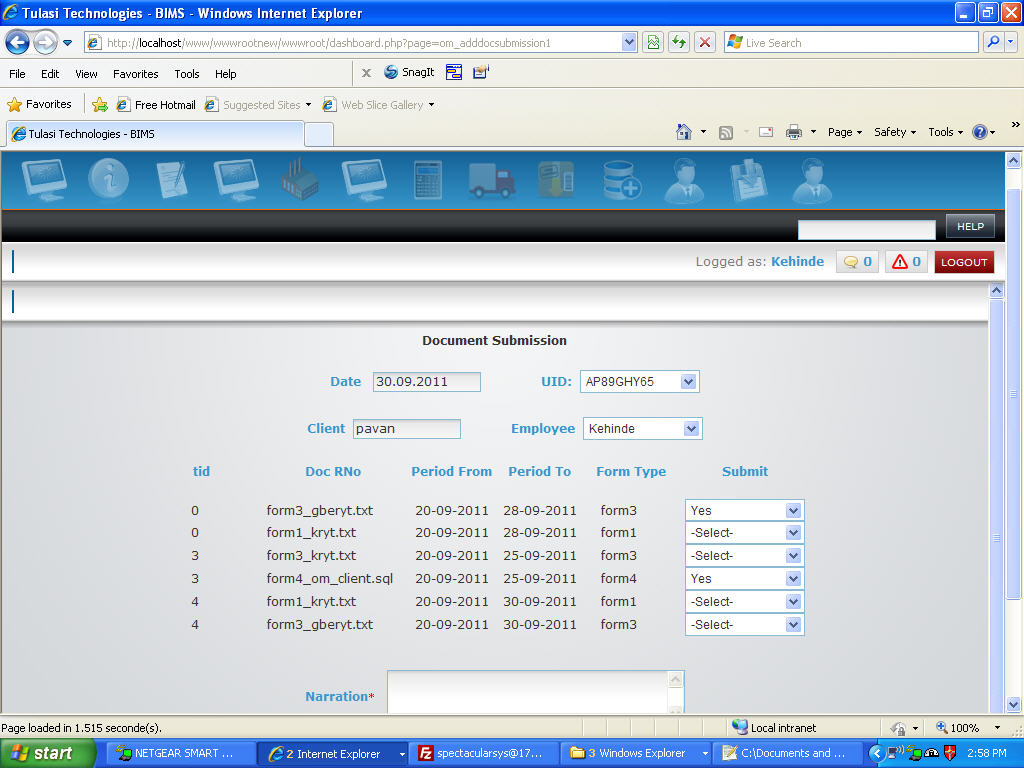 Tulasi Technologies - BIMS - Windows Internet Explorer
http://localhost/www/wwwrootnew/wwwroot/dashboard.php?page=om_adddocsubmission1
Live Search
File Edit View Favorites Tools Help
x SnagIt
Favorites Free Hotmail Suggested Sites Web Slice Gallery
Tulasi Technologies - BIMS
Page Safety Tools »
HELP
Logged as: Kehinde 0 0 LOGOUT
Document Submission
Date 30.09.2011 UID: AP89GHY65
Client pavan Employee Kehinde
tid Doc RNo Period From Period To Form Type Submit
0 form3_gberyt.txt 20-09-2011 28-09-2011 form3 Yes
0 form1_kryt.txt 20-09-2011 28-09-2011 form1 -Select-
3 form3_kryt.txt 20-09-2011 25-09-2011 form3 -Select-
3 form4_om_client.sql 20-09-2011 25-09-2011 form4 Yes
4 form1_kryt.txt 20-09-2011 30-09-2011 form1 -Select-
4 form3_gberyt.txt 20-09-2011 30-09-2011 form3 -Select-
Narration*
Page loaded in 1.515 seconde(s). Local intranet 100%
start NETGEAR SMART ... 2 Internet Explorer spectacularsys@17... 3 Windows Explorer C:\Documents and ... 2:58 PM